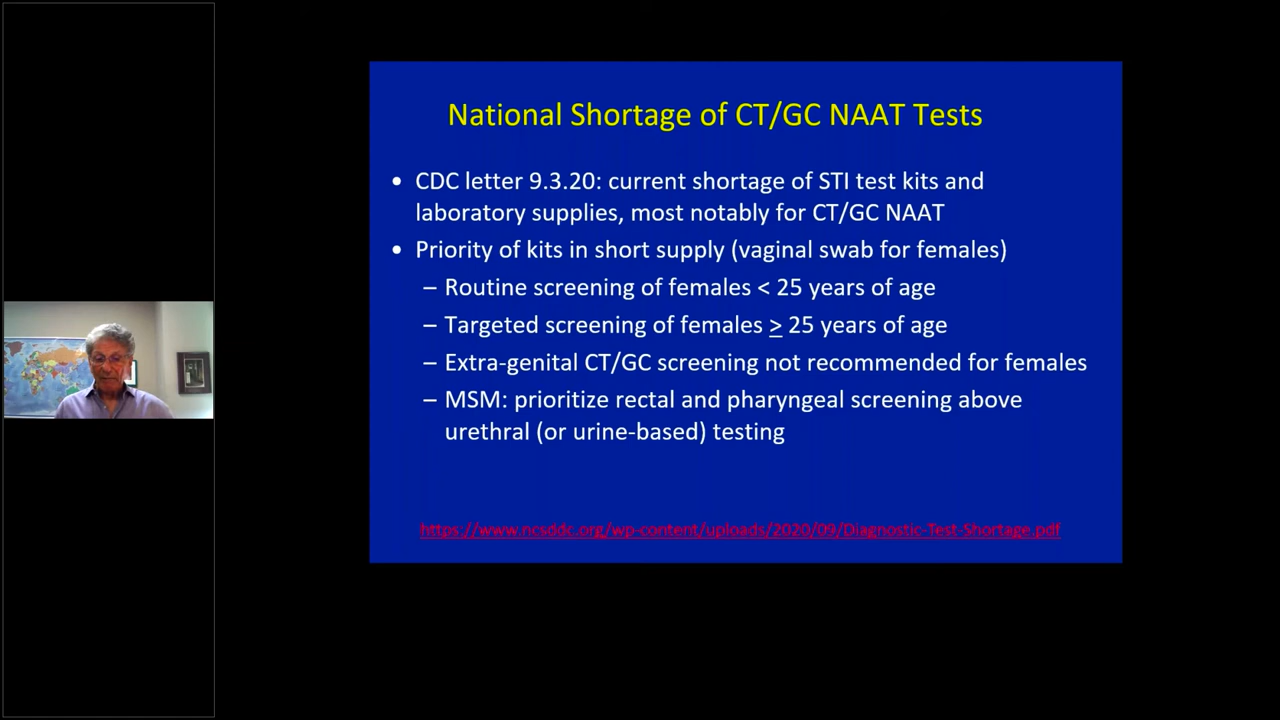 National Shortage of CT/GC NAAT Tests
• CDC letter 9.3.20: current shortage of STI test kits and
laboratory supplies, most notably for CT/GC NAAT
• Priority of kits in short supply (vaginal swab for females)
– Routine screening of females < 25 years of age
– Targeted screening of females ≥ 25 years of age
– Extra-genital CT/GC screening not recommended for females
– MSM: prioritize rectal and pharyngeal screening above
urethral (or urine-based) testing
https://www.ncsddc.org/wp-content/uploads/2020/09/Diagnostic-Test-Shortage.pdf